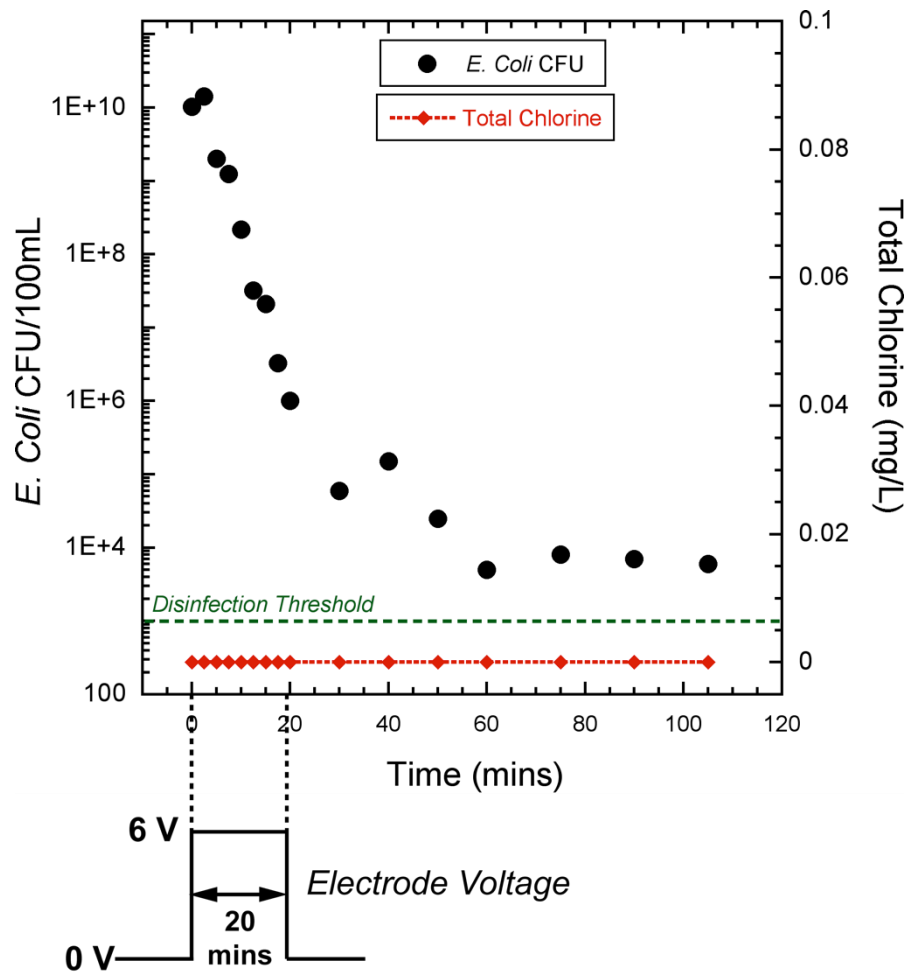 E. Coli CFU
Total Chlorine
E. Coli CFU/100mL
1E+10
1E+8
1E+6
1E+4
100
Total Chlorine (mg/L)
0.1
0.08
0.06
0.04
0.02
0
Disinfection Threshold
0 20 40 60 80 100 120
Time (mins)
6 V
Electrode Voltage
20
mins
0 V